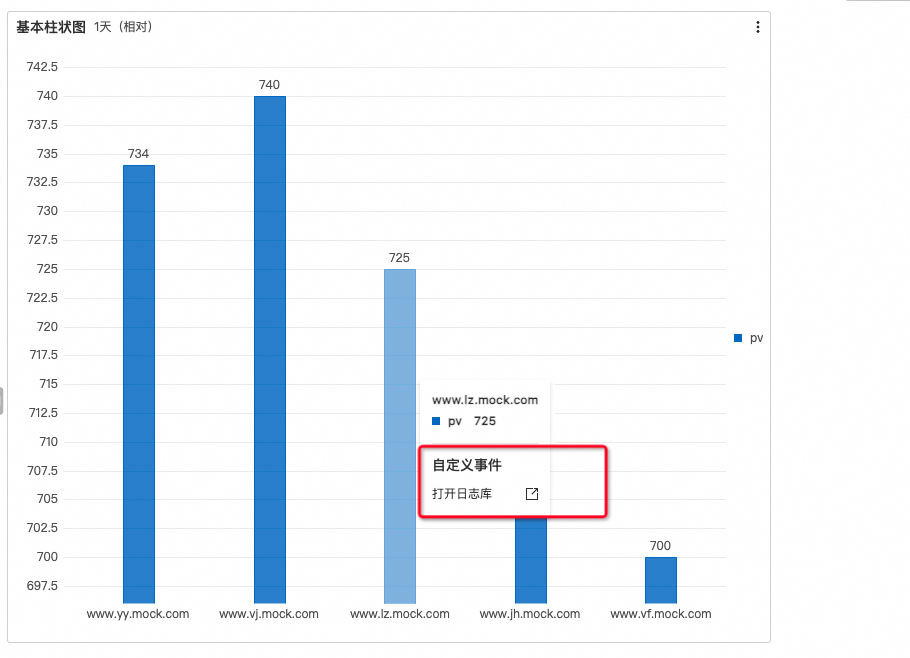 基本柱状图 1天（相对）
742.5
740
737.5
735
732.5
730
727.5
725
722.5
720
717.5
715
712.5
710
707.5
705
702.5
700
697.5
734
740
725
700
www.lz.mock.com
pv 725
自定义事件
打开日志库
www.yy.mock.com
www.vj.mock.com
www.lz.mock.com
www.jh.mock.com
www.vf.mock.com
pv